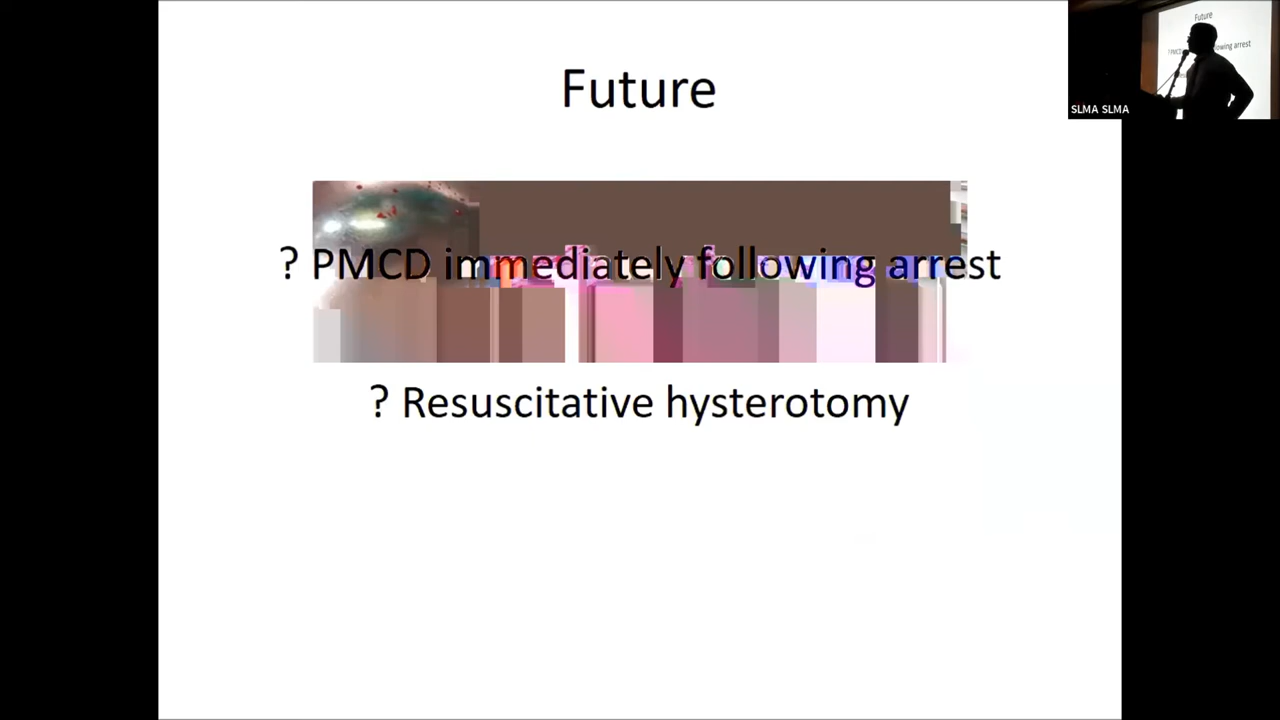 Future
SLMA SLMA
? PMCD immediately following arrest
? Resuscitative hysterotomy